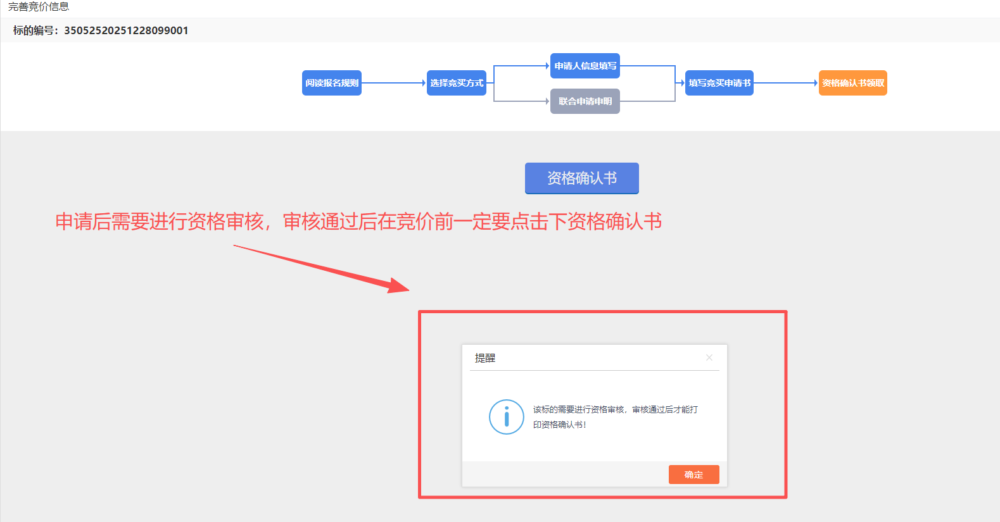 完善竞价信息
标的编号：35052520251228099001
阅读报名规则
选择竞买方式
申请人信息填写
联合申请申明
填写竞买申请书
资格确认书领取
资格确认书
申请后需要进行资格审核，审核通过后在竞价前一定要点击下资格确认书
提醒
该标的需要进行资格审核，审核通过后才能打
印资格确认书！
确定